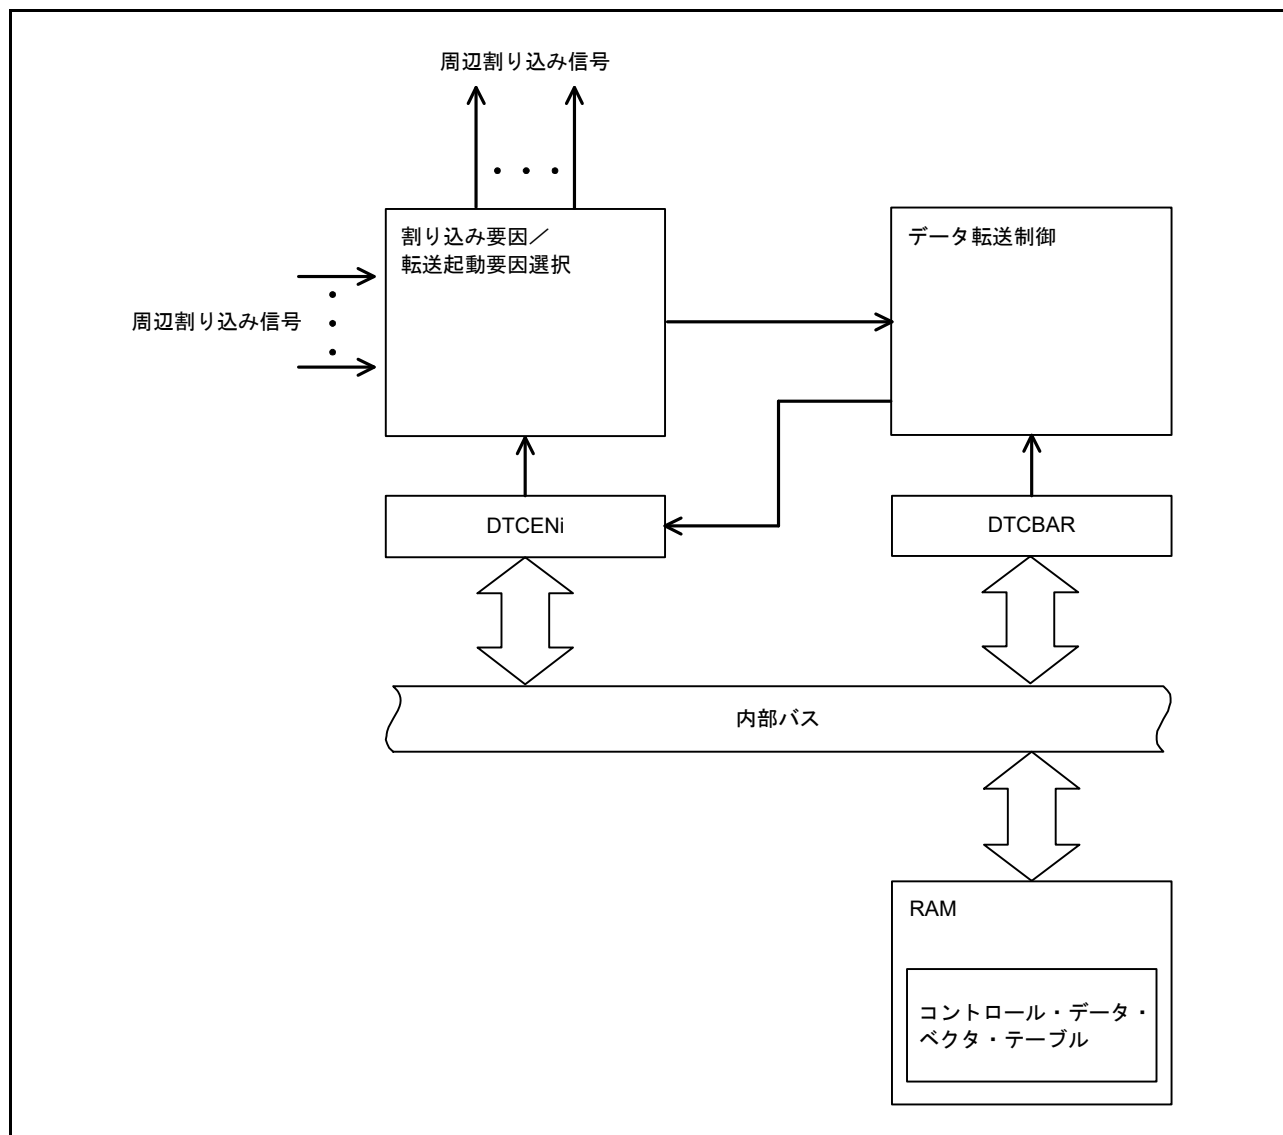 周辺割り込み信号
割り込み要因／
転送起動要因選択
データ転送制御
周辺割り込み信号
DTCENi
DTCBAR
内部バス
RAM
コントロール・データ・
ベクタ・テーブル